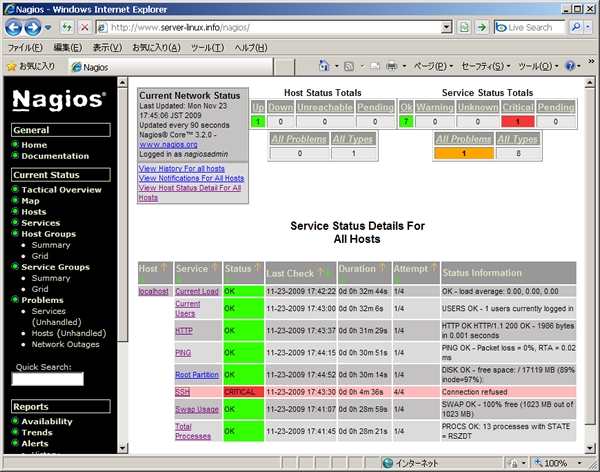 Nagios - Windows Internet Explorer
http://www.server-linux.info/nagios/
Live Search
ファイル(F) 編集(E) 表示(V) お気に入り(A) ツール(T) ヘルプ(H)
お気に入り Nagios ページ(P) セーフティ(S) ツール(O)
Nagios®
General
Home
Documentation
Current Status
Tactical Overview
Map
Hosts
Services
Host Groups
Summary
Grid
Service Groups
Summary
Grid
Problems
Services
(Unhandled)
Hosts (Unhandled)
Network Outages
Quick Search:
Reports
Availability
Trends
Alerts
History
Current Network Status
Last Updated: Mon Nov 23
17:45:06 JST 2009
Updated every 90 seconds
Nagios® Core™ 3.2.0 -
www.nagios.org
Logged in as nagiosadmin
View History For all hosts
View Notifications For All Hosts
View Host Status Detail For All
Hosts
Host Status Totals
Up Down Unreachable Pending
1 0 0 0
All Problems All Types
0 1
Service Status Totals
Ok Warning Unknown Critical Pending
7 0 0 1 0
All Problems All Types
1 8
Service Status Details For
All Hosts
Host Service Status Last Check Duration Attempt Status Information
localhost Current Load OK 11-23-2009 17:42:22 0d 0h 32m 44s 1/4 OK - load average: 0.00, 0.00, 0.00
Current
Users OK 11-23-2009 17:43:00 0d 0h 32m 6s 1/4 USERS OK - 1 users currently logged in
HTTP OK 11-23-2009 17:43:37 0d 0h 31m 29s 1/4 HTTP OK HTTP/1.1 200 OK - 1986 bytes
in 0.001 seconds
PING OK 11-23-2009 17:44:15 0d 0h 30m 51s 1/4 PING OK - Packet loss = 0%, RTA = 0.02
ms
Root Partition OK 11-23-2009 17:44:52 0d 0h 30m 14s 1/4 DISK OK - free space: / 17119 MB (89%
inode=97%):
SSH CRITICAL 11-23-2009 17:43:30 0d 0h 4m 36s 4/4 Connection refused
Swap Usage OK 11-23-2009 17:41:07 0d 0h 28m 59s 1/4 SWAP OK - 100% free (1023 MB out of
1023 MB)
Total
Processes OK 11-23-2009 17:41:45 0d 0h 28m 21s 1/4 PROCS OK: 13 processes with STATE =
RSZDT
インターネット 100%